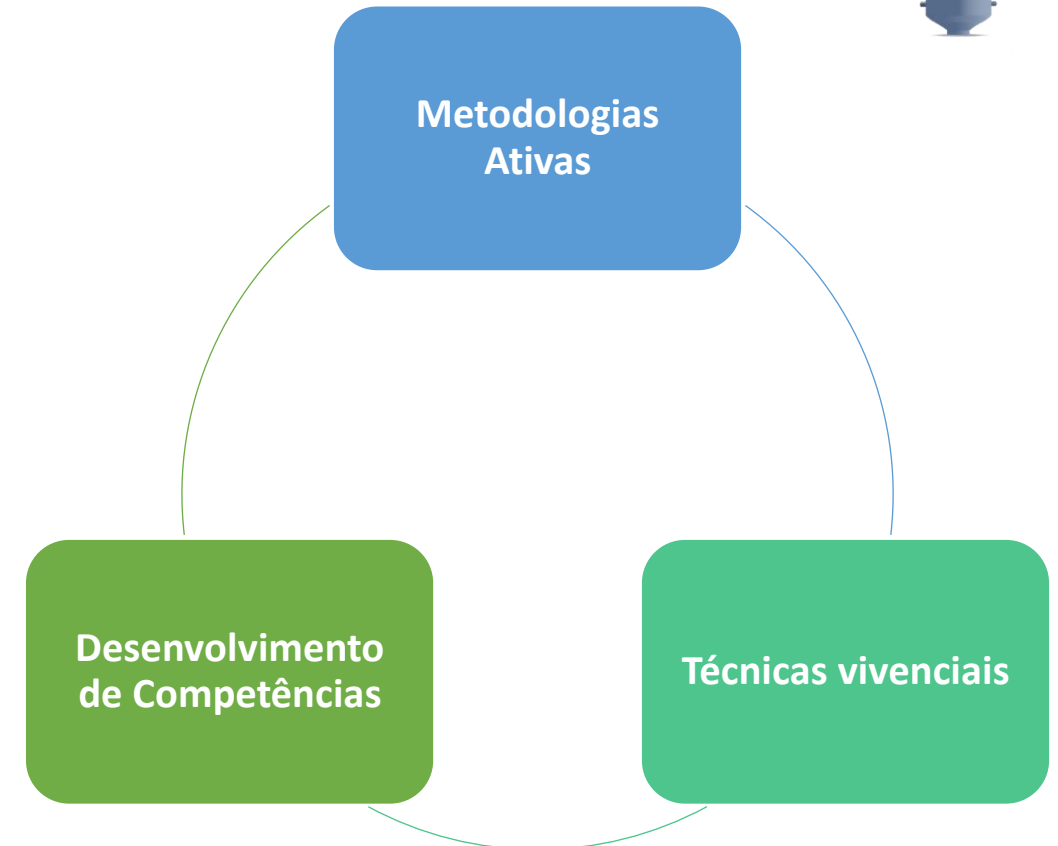 Metodologias
Ativas
Desenvolvimento
de Competências
Técnicas vivenciais